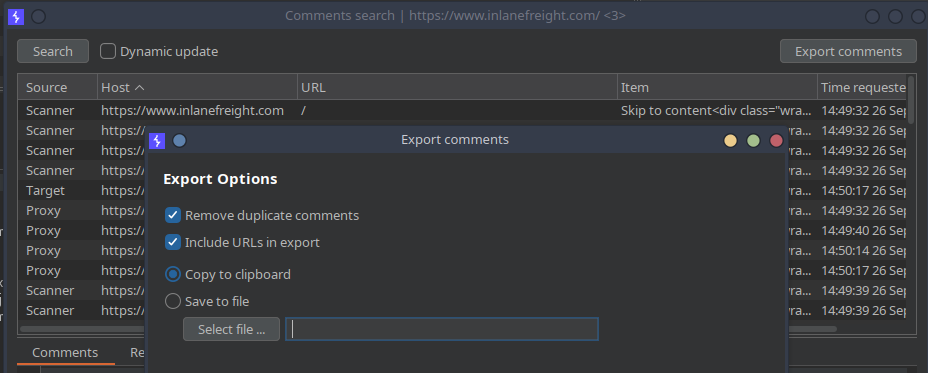 Comments search | https://www.inlanefreight.com/ <3>
Search Dynamic update Export comments
Source Host URL Item Time requeste
Scanner https://www.inlanefreight.com / Skip to content<div class="wra... 14:49:32 26 Sep
Scanner https:/ wra... 14:49:32 26 Sep
Scanner https:/ wra... 14:49:32 26 Sep
Scanner https:/ wra... 14:49:32 26 Sep
Target https:/ wra... 14:50:17 26 Sep
Proxy https:/ wra... 14:49:32 26 Sep
Proxy https:/ wra... 14:49:40 26 Sep
Proxy https:/ wra... 14:50:14 26 Sep
Proxy https:/ wra... 14:50:17 26 Sep
Scanner https:/ wra... 14:49:39 26 Sep
Scanner https:/ wra... 14:49:39 26 Sep
Comments Re
Export comments
Export Options
Remove duplicate comments
Include URLs in export
Copy to clipboard
Save to file
Select file ...